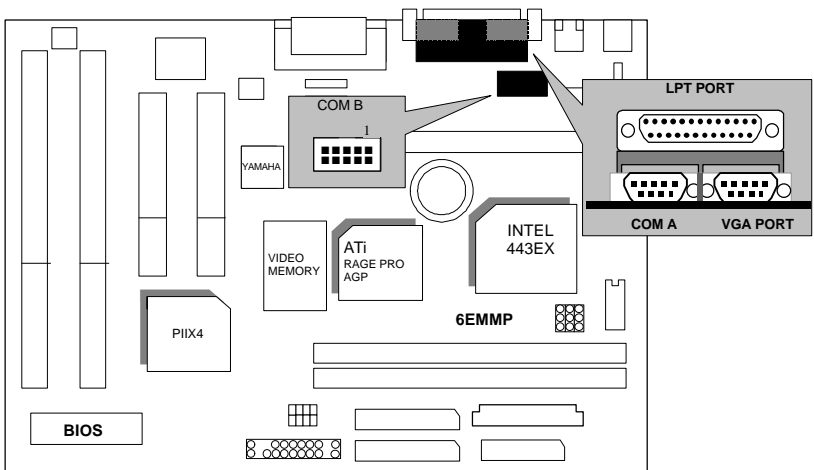 LPT PORT
COM B
1
YAMAHA
COM A
VGA PORT
INTEL
443EX
ATi
RAGE PRO
AGP
VIDEO
MEMORY
6EMMP
PIIX4
BIOS